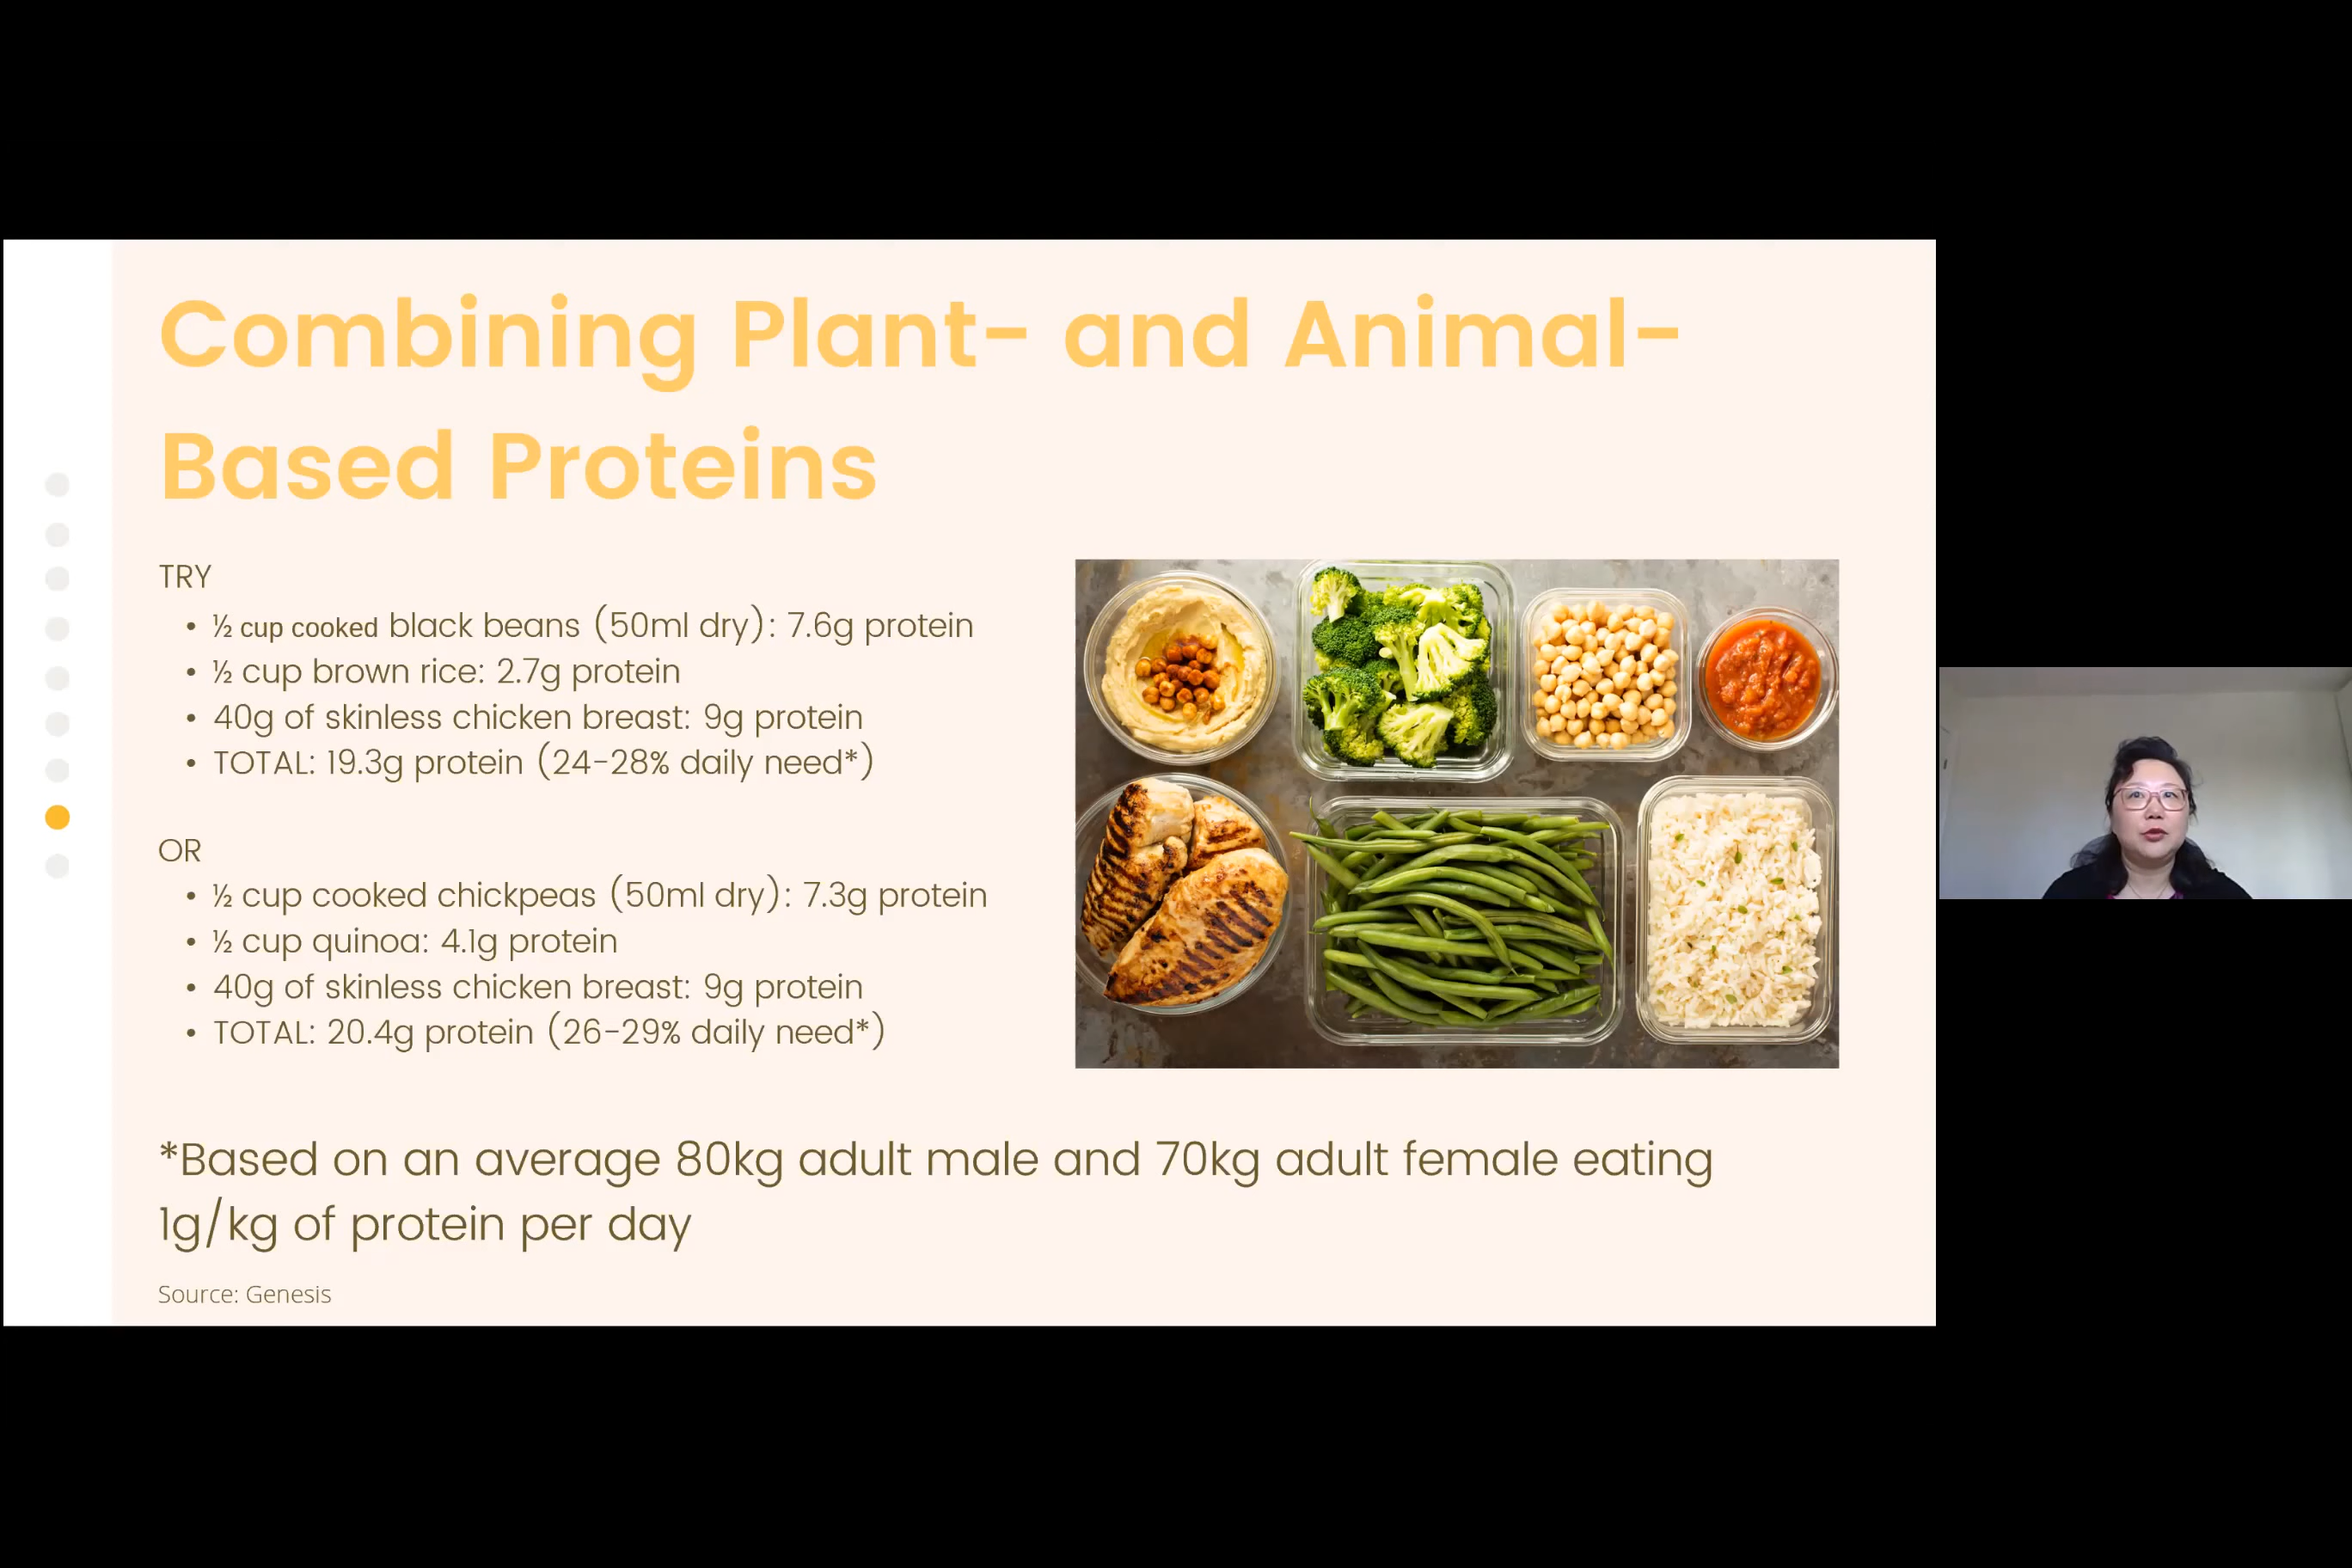 Combining Plant- and Animal-
Based Proteins
TRY
• ½ cup cooked black beans (50ml dry): 7.6g protein
• ½ cup brown rice: 2.7g protein
• 40g of skinless chicken breast: 9g protein
• TOTAL: 19.3g protein (24-28% daily need*)
OR
• ½ cup cooked chickpeas (50ml dry): 7.3g protein
• ½ cup quinoa: 4.1g protein
• 40g of skinless chicken breast: 9g protein
• TOTAL: 20.4g protein (26-29% daily need*)
*Based on an average 80kg adult male and 70kg adult female eating
1g/kg of protein per day
Source: Genesis